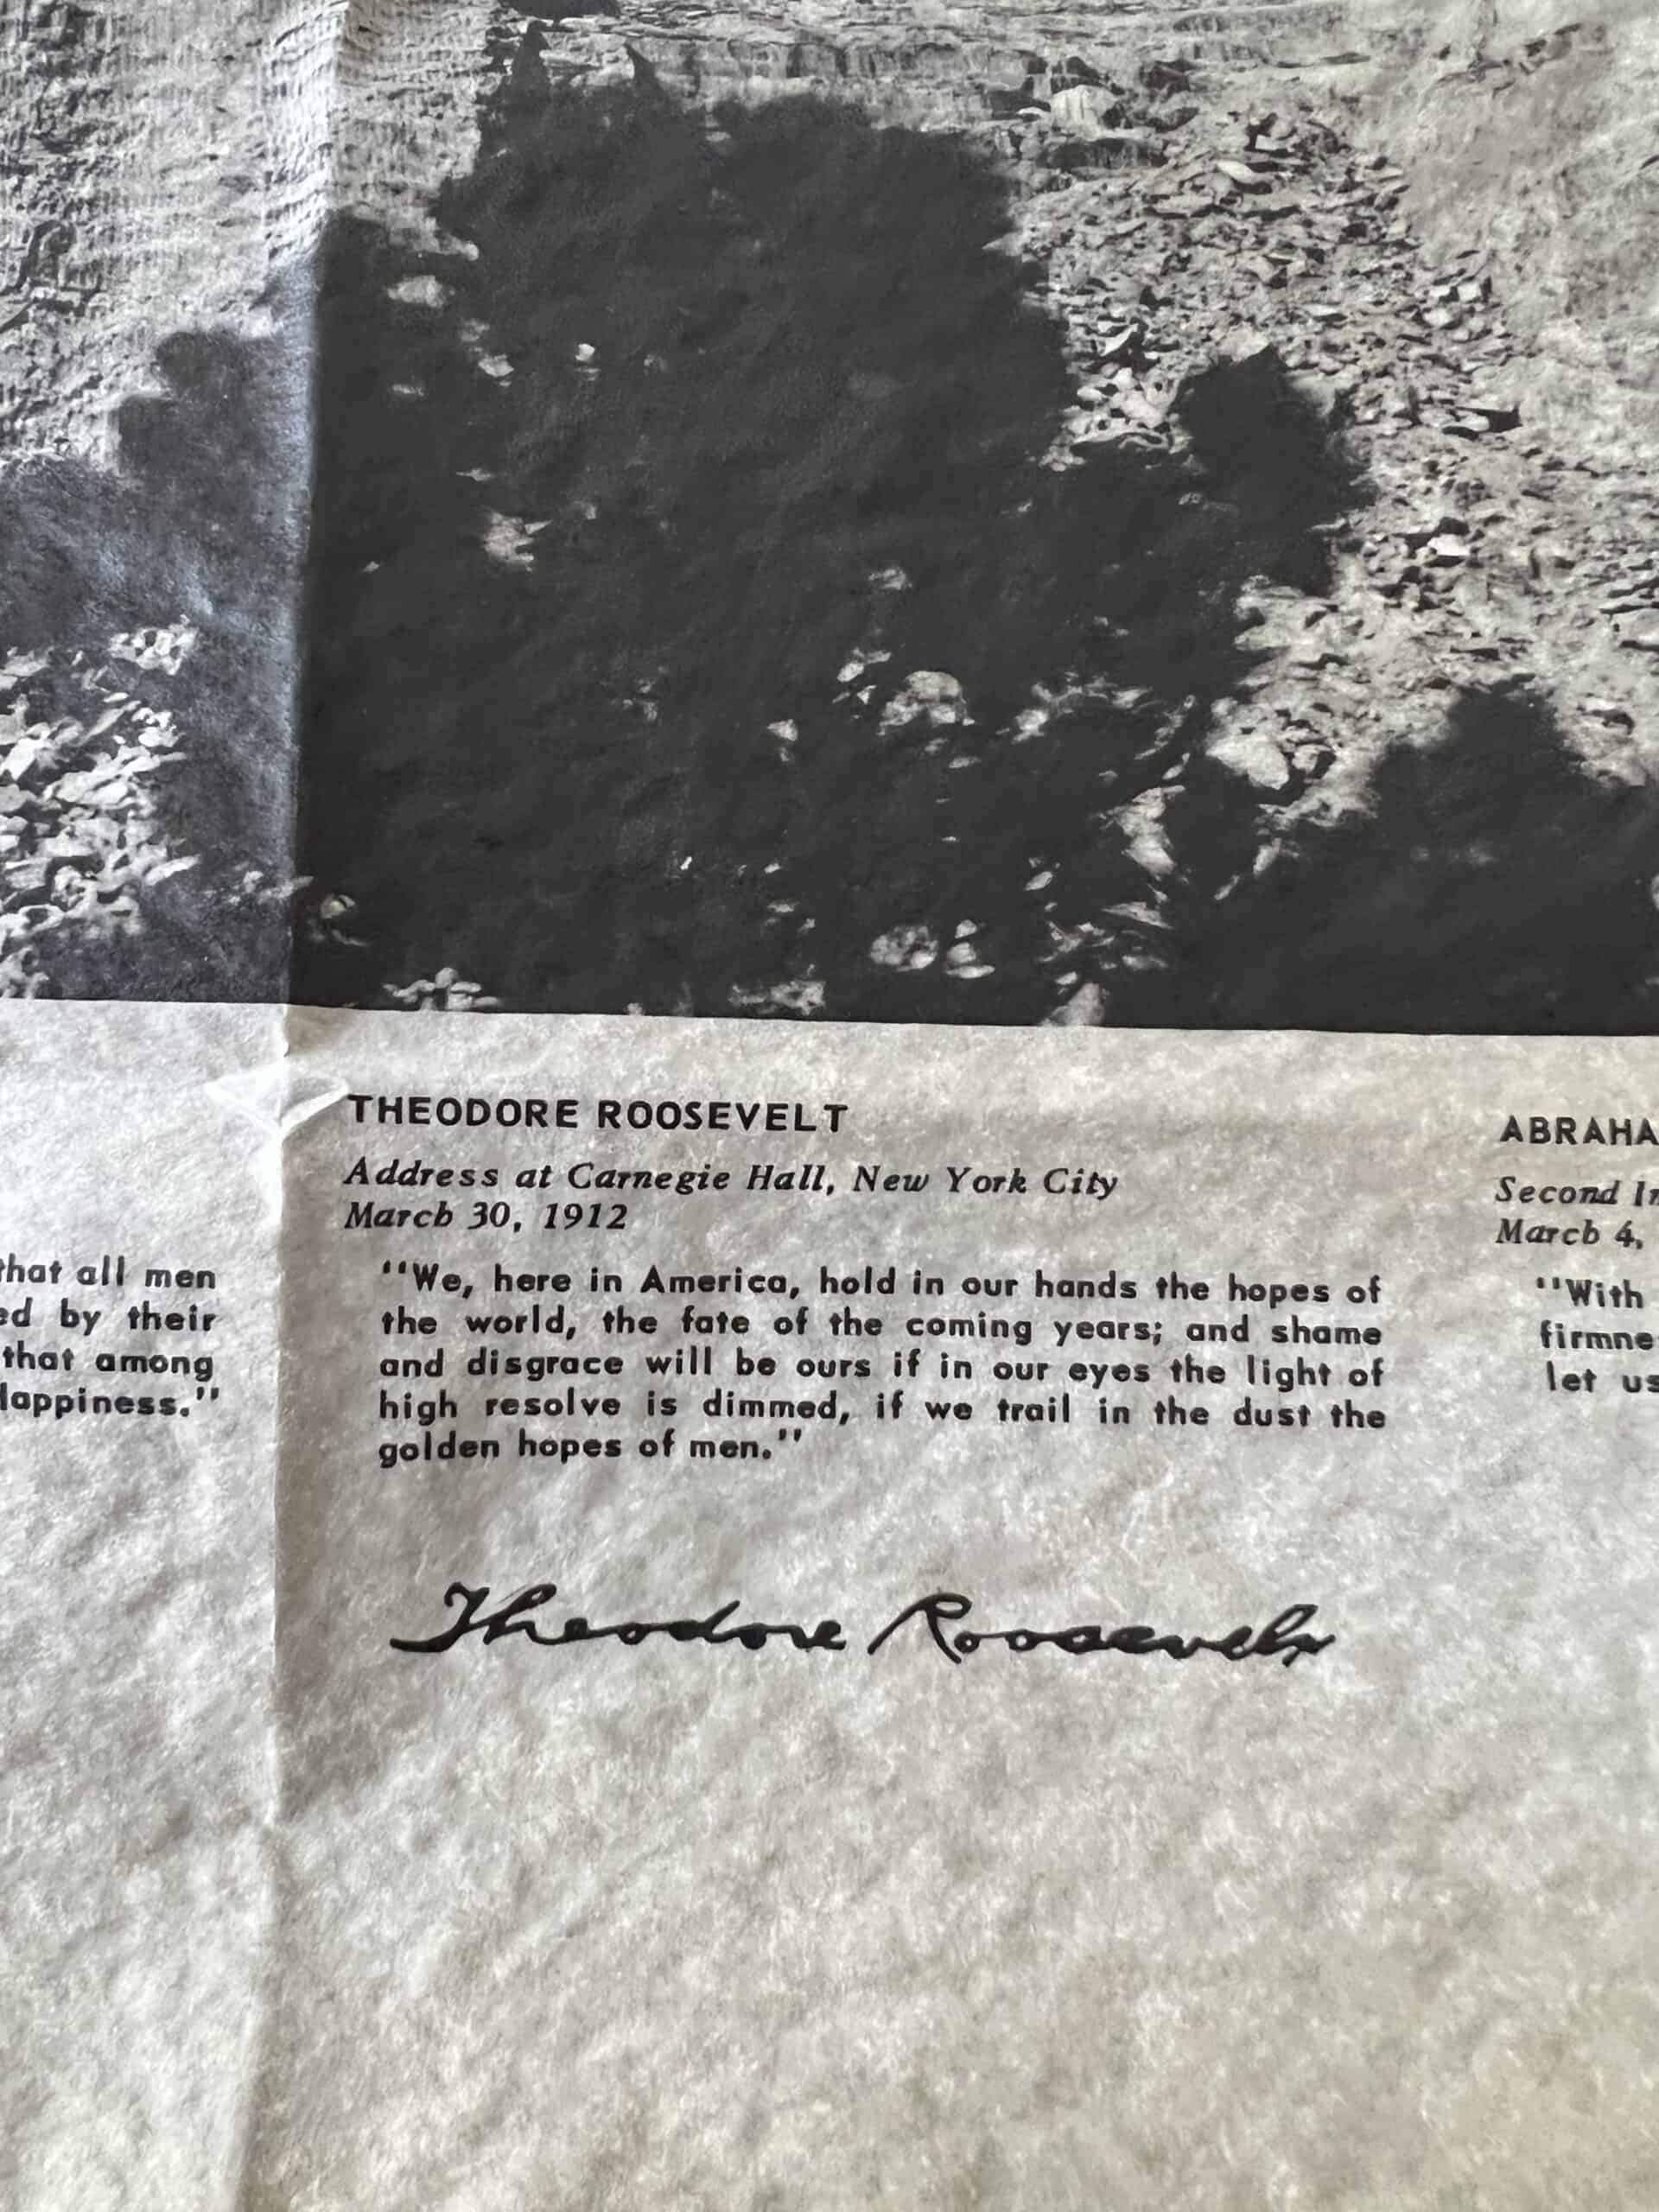 that all men
by their
that among
THEODORE ROOSEVELT
Address at Carnegie Hall, New York City
March 30, 1912
"We, here in America, hold in our hands the hopes of
the world, the fate of the coming years; and shame
and disgrace will be ours if in our eyes the light of
high resolve is dimmed, if we trail in the dust the
golden hopes of men."
Theodore Roosevelt
ABRAHA
Second In
March 4,
"With
firmne
let us